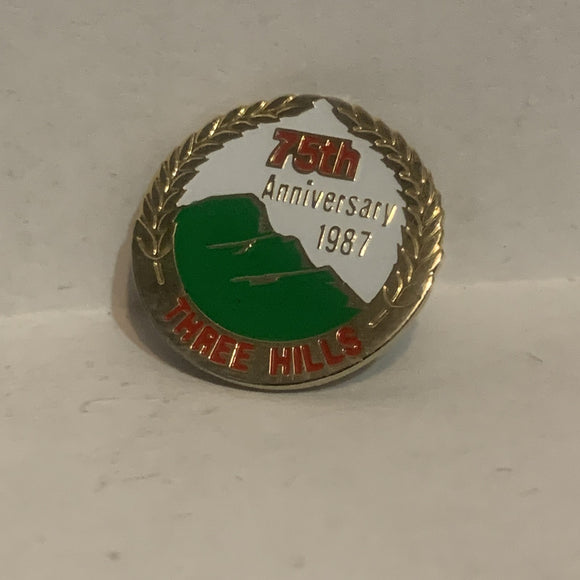 75th
Anniversary
1987
THREE HILLS